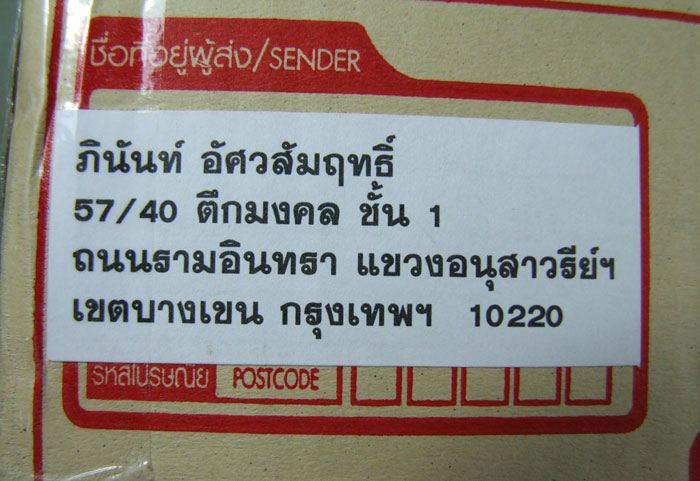 ชื่อที่อยู่ผู้ส่ง/SENDER
ภินันท์ อัศวสัมฤทธิ์
57/40 ตึกมงคล ชั้น 1
ถนนรามอินทรา แขวงอนุสาวรีย์ฯ
เขตบางเขน กรุงเทพฯ 10220
รหัสไปรษณีย์ POSTCODE